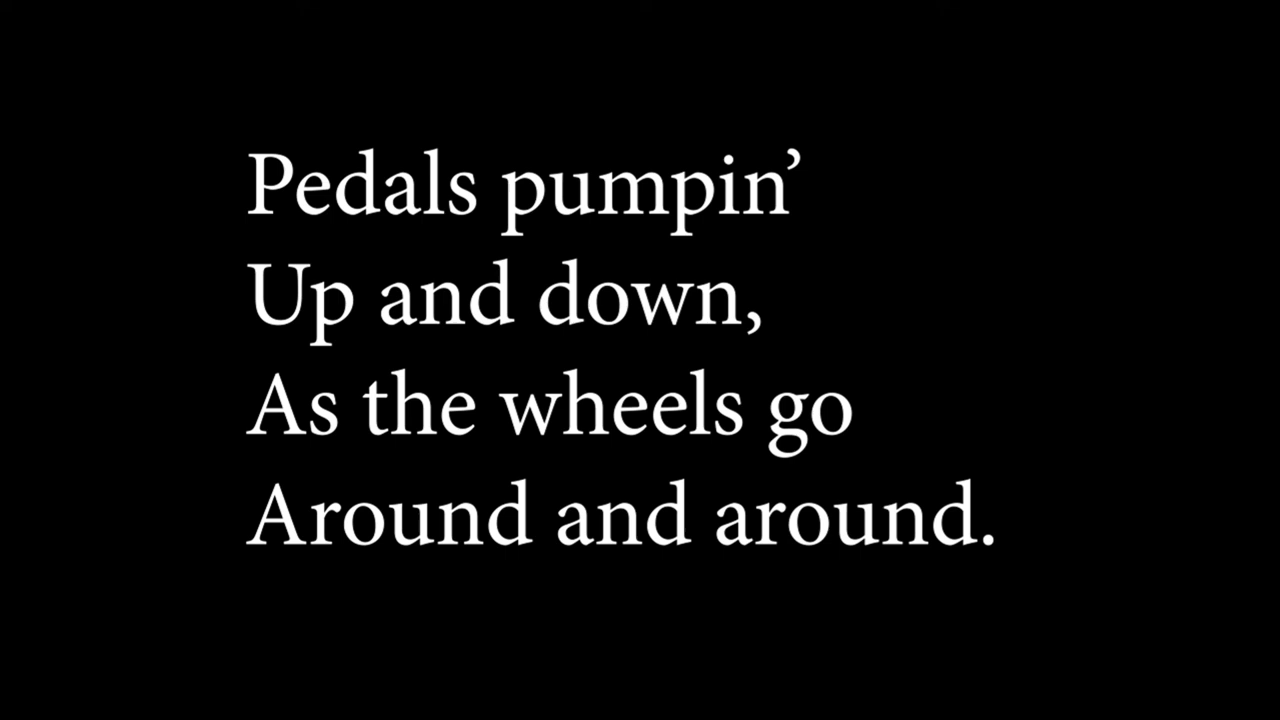 Pedals pumpin’
Up and down,
As the wheels go
Around and around.